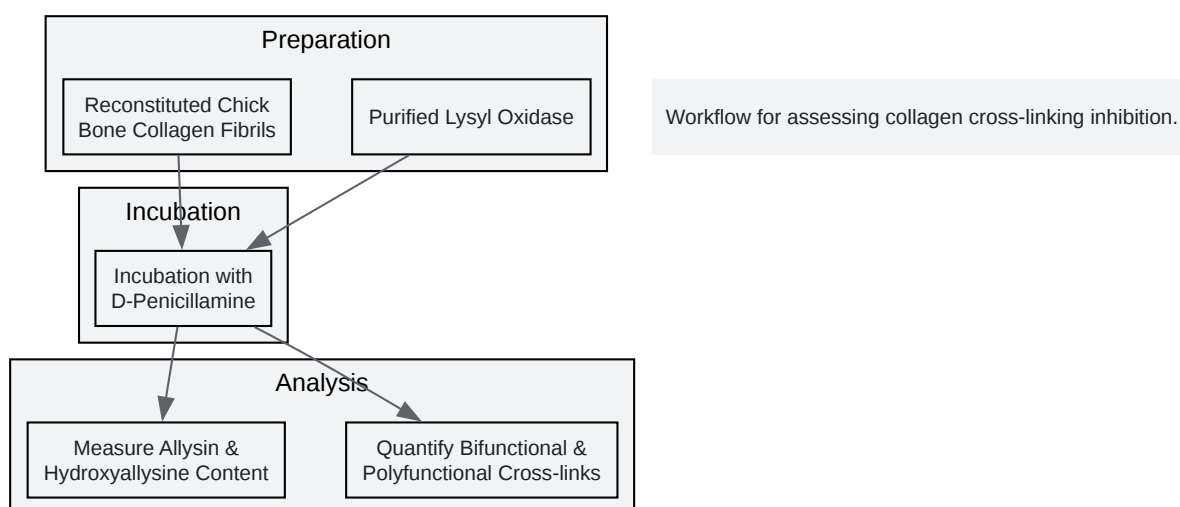 Preparation
Reconstituted Chick
Bone Collagen Fibrils
Purified Lysyl Oxidase
Workflow for assessing collagen cross-linking inhibition.
Incubation
Incubation with
D-Penicillamine
Analysis
Measure Allysin &
Hydroxyallysine Content
Quantify Bifunctional &
Polyfunctional Cross-links